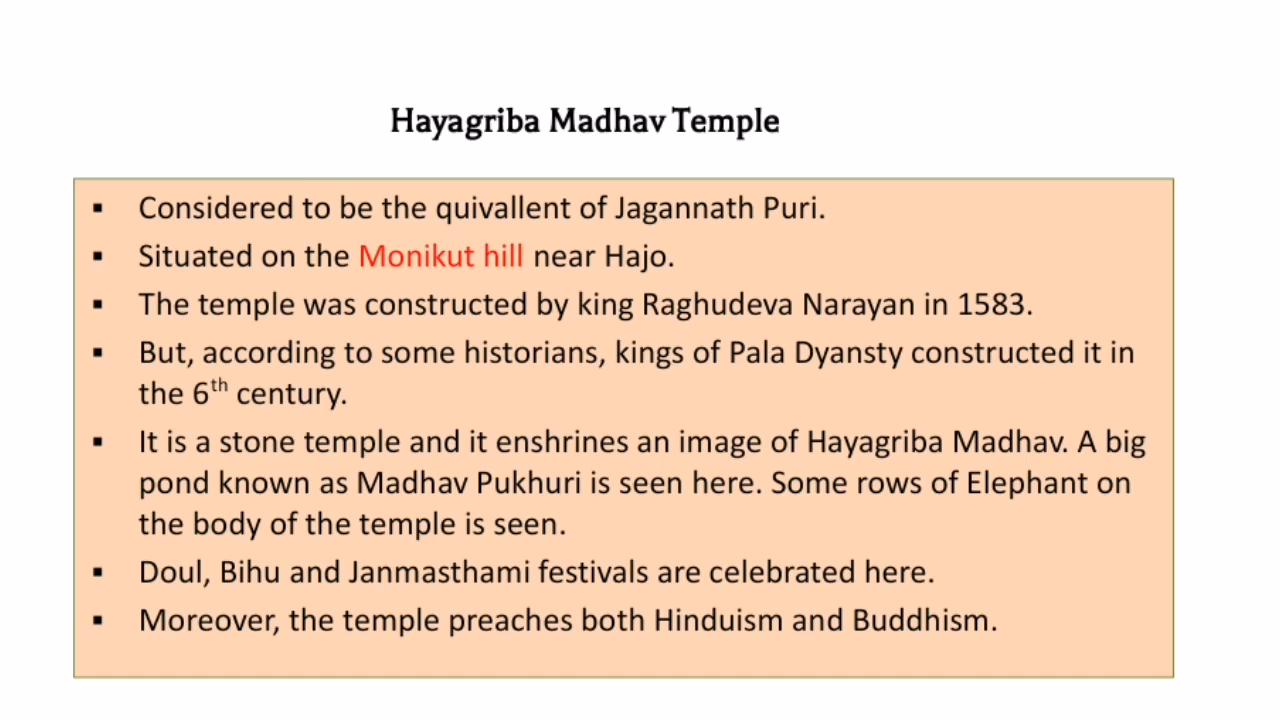 Hayagriba Madhav Temple
▪ Considered to be the quivallent of Jagannath Puri.
▪ Situated on the Monikut hill near Hajo.
▪ The temple was constructed by king Raghudeva Narayan in 1583.
▪ But, according to some historians, kings of Pala Dyansty constructed it in
the 6th century.
▪ It is a stone temple and it enshrines an image of Hayagriba Madhav. A big
pond known as Madhav Pukhuri is seen here. Some rows of Elephant on
the body of the temple is seen.
▪ Doul, Bihu and Janmasthami festivals are celebrated here.
▪ Moreover, the temple preaches both Hinduism and Buddhism.